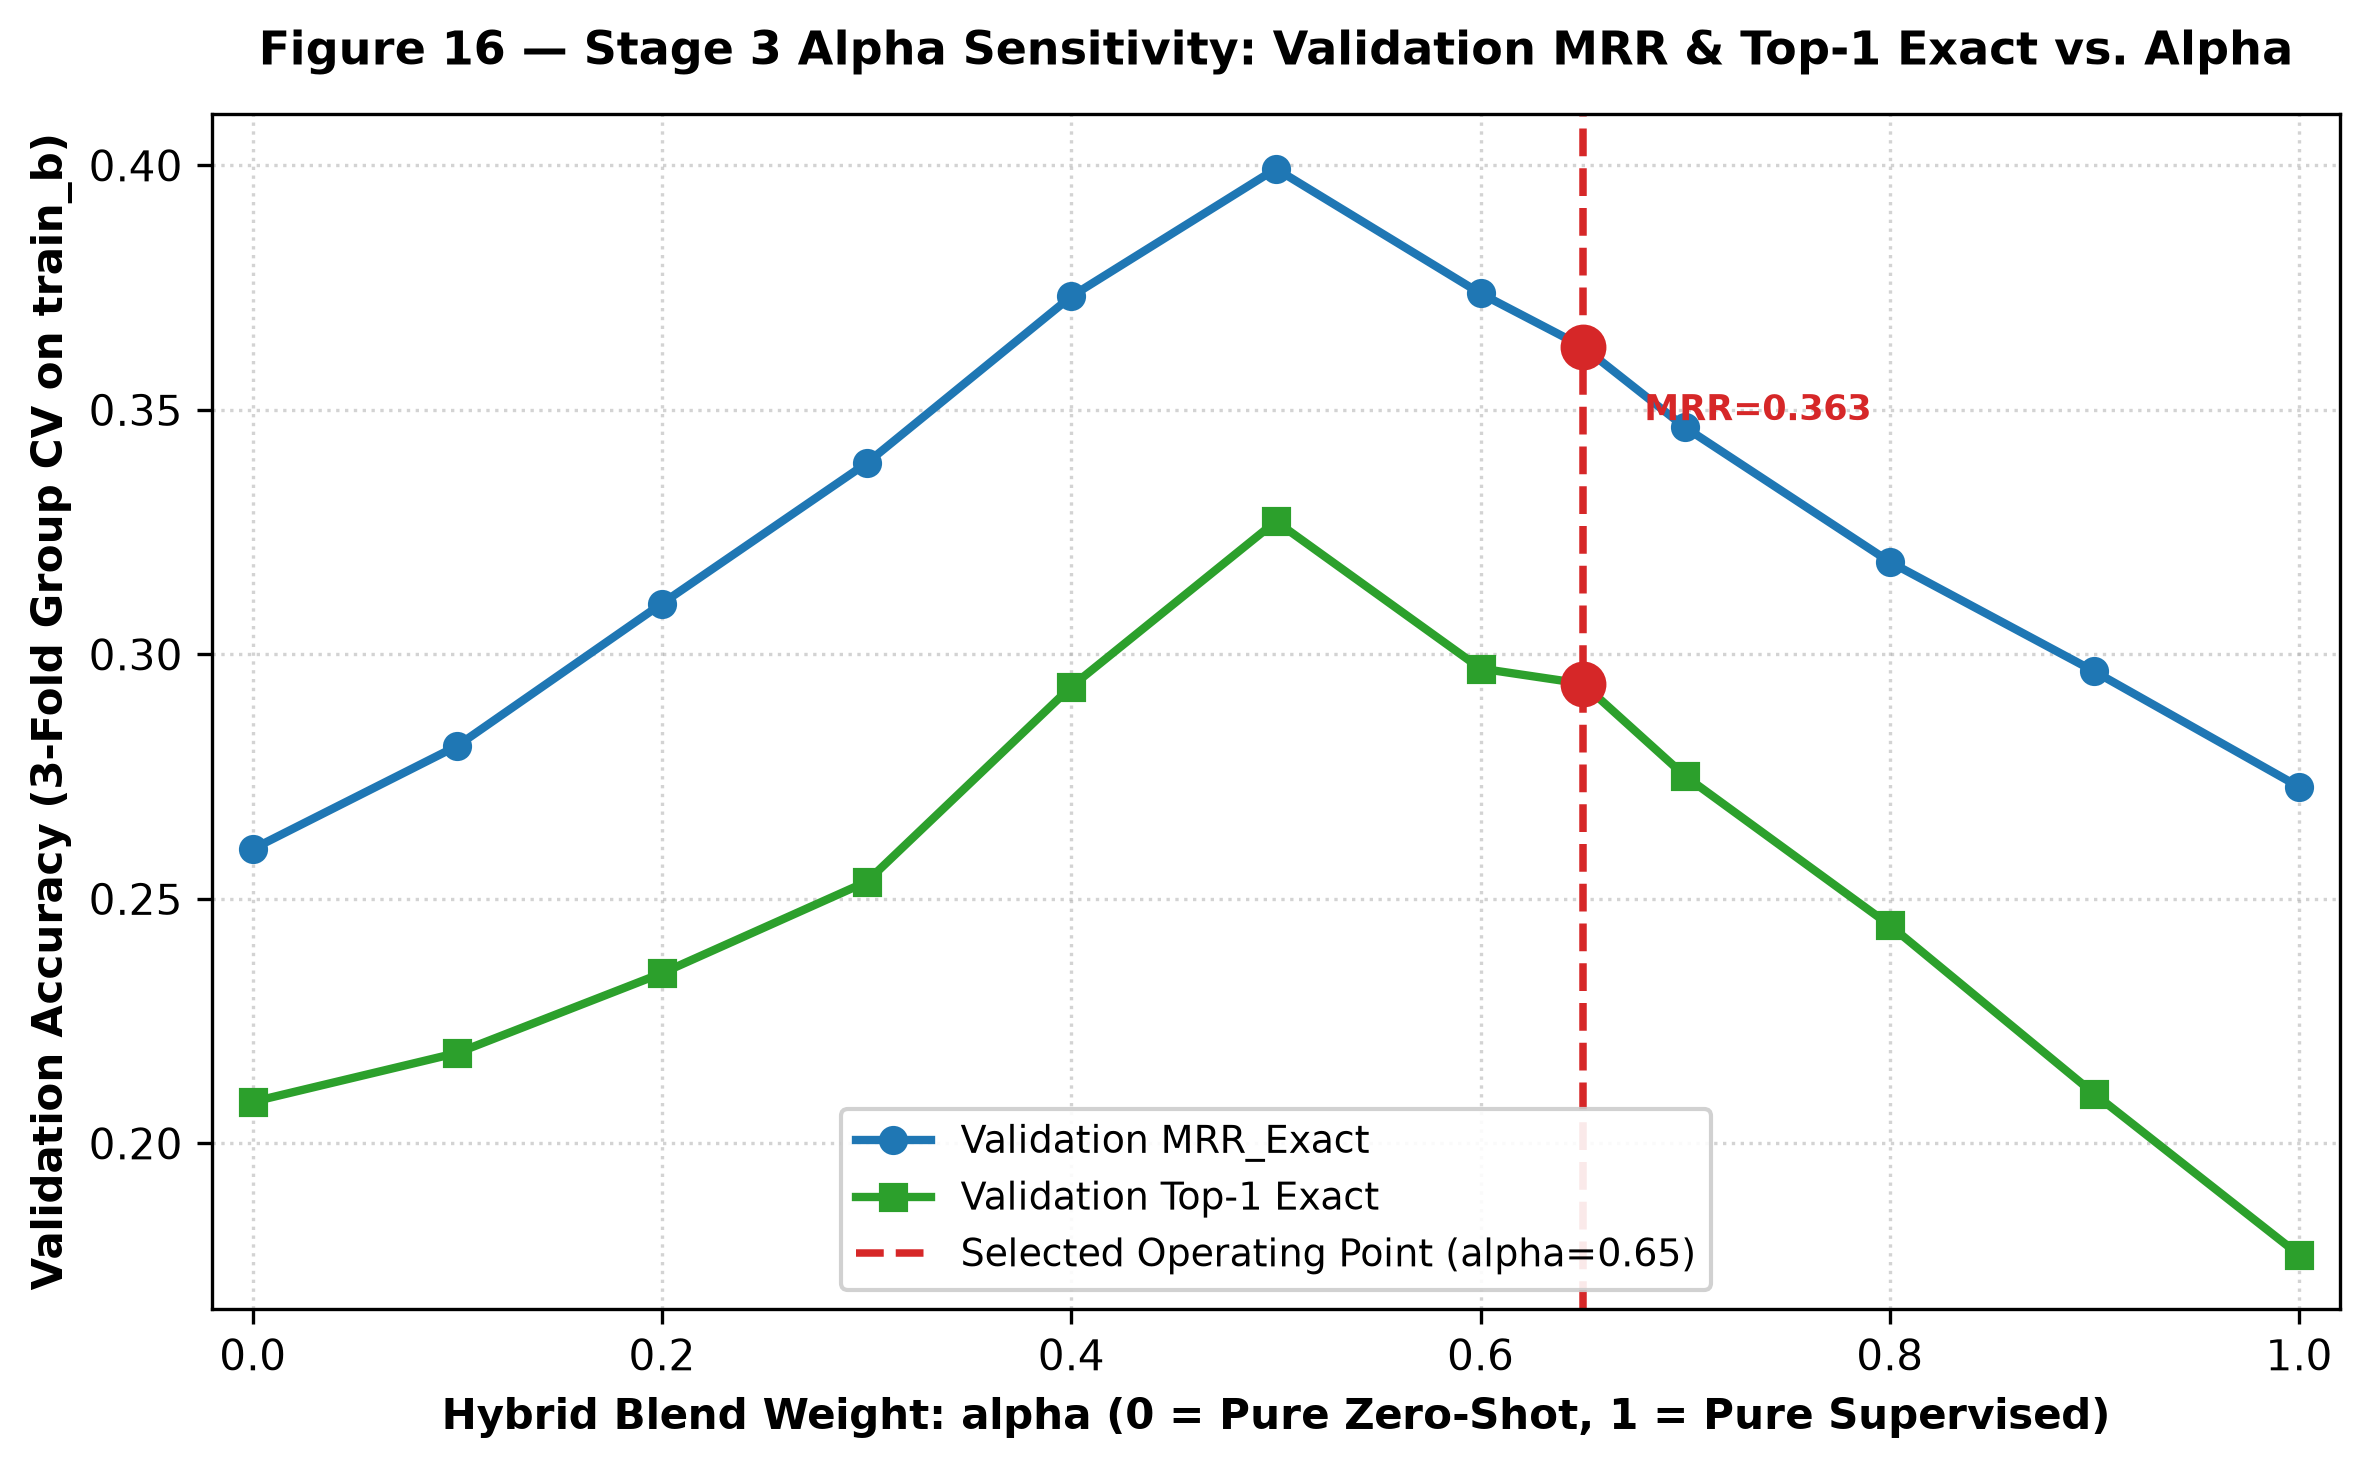 Figure 16 — Stage 3 Alpha Sensitivity: Validation MRR & Top-1 Exact vs. Alpha
Validation Accuracy (3-Fold Group CV on train_b)
0.40
0.35
0.30
0.25
0.20
MRR=0.363
Validation MRR_Exact
Validation Top-1 Exact
Selected Operating Point (alpha=0.65)
0.0 0.2 0.4 0.6 0.8 1.0
Hybrid Blend Weight: alpha (0 = Pure Zero-Shot, 1 = Pure Supervised)